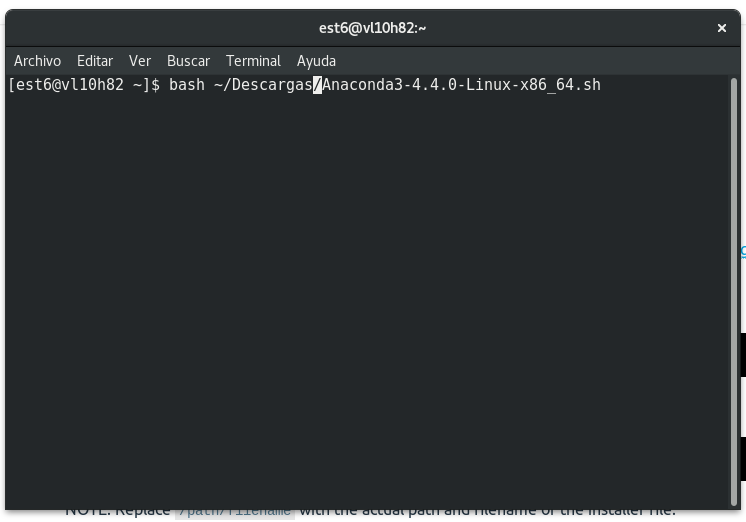 est6@vl10h82:~
Archivo Editar Ver Buscar Terminal Ayuda
[est6@vl10h82 ~]$ bash ~/Descargas/Anaconda3-4.4.0-Linux-x86_64.sh
NOTE: Replace /path/filename with the actual path and filename of the installer file.